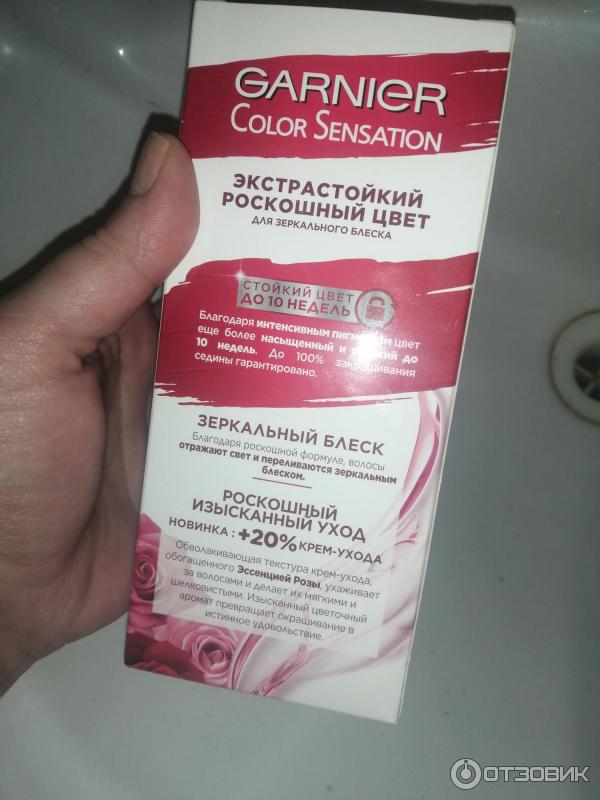 GARNIER
COLOR SENSATION
ЭКСТРАСТОЙКИЙ
РОСКОШНЫЙ ЦВЕТ
ДЛЯ ЗЕРКАЛЬНОГО БЛЕСКА
СТОЙКИЙ ЦВЕТ
ДО 10 НЕДЕЛЬ
Благодаря интенсивным цвет
еще более насыщенный и до
10 недель. До 100% закрашивания
седины гарантировано.
ЗЕРКАЛЬНЫЙ БЛЕСК
Благодаря роскошной формуле, волосы
отражают свет и переливаются зеркальным
блеском.
РОСКОШНЫЙ
ИЗЫСКАННЫЙ УХОД
НОВИНКА : +20% КРЕМ-УХОДА
Обволакивающая текстура крем-ухода,
обогащенного Эссенцией Розы, ухаживает
за волосами и делает их мягкими и
шелковистыми. Изысканный цветочный
аромат превращает окрашивание в
истинное удовольствие.
ОТЗОВИК